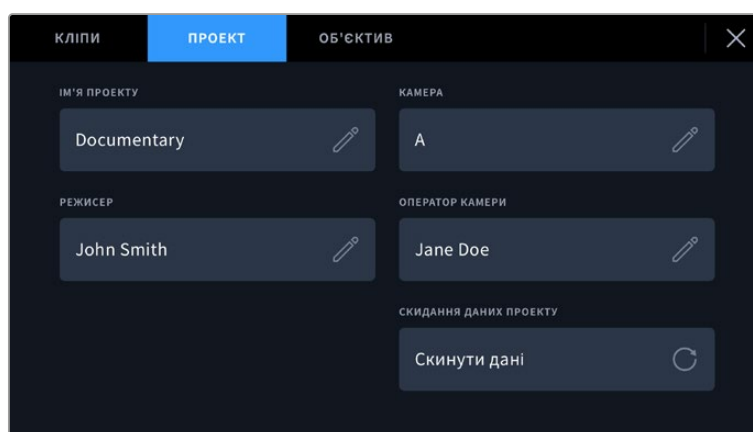 КЛІПИ ПРОЕКТ ОБ'ЄКТИВ
ІМ'Я ПРОЕКТУ КАМЕРА
Documentary A
РЕЖИСЕР ОПЕРАТОР КАМЕРИ
John Smith Jane Doe
СКИДАННЯ ДАНИХ ПРОЕКТУ
Скинути дані